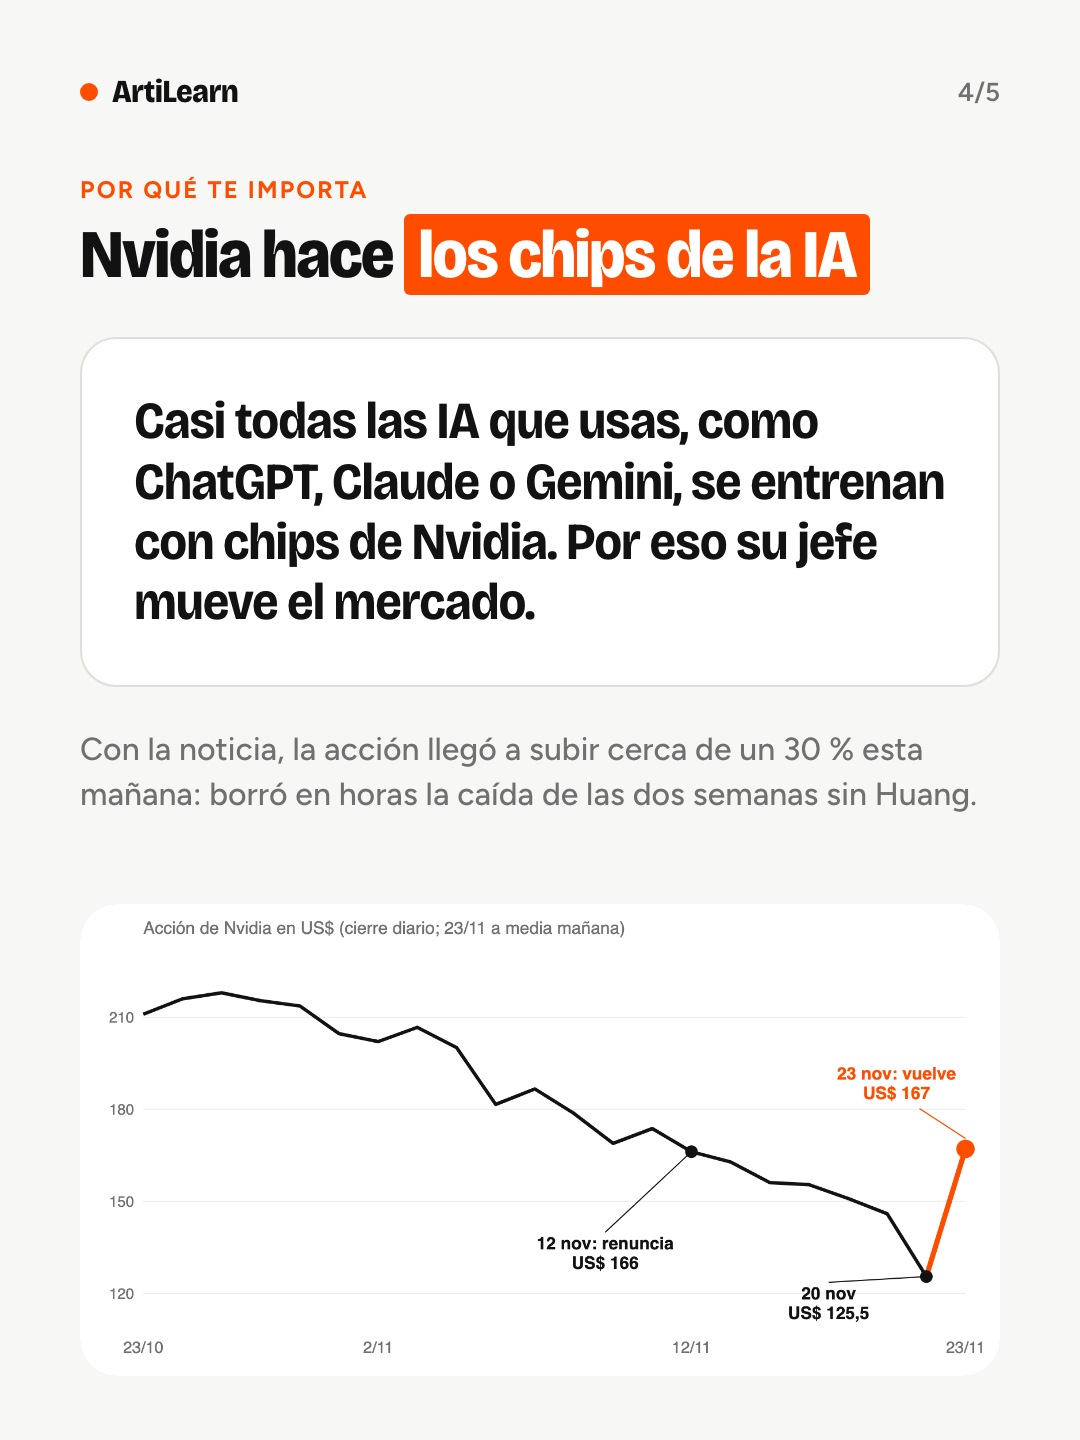 ArtiLearn
4/5
POR QUÉ TE IMPORTA
Nvidia hace los chips de la IA
Casi todas las IA que usas, como
ChatGPT, Claude o Gemini, se entrenan
con chips de Nvidia. Por eso su jefe
mueve el mercado.
Con la noticia, la acción llegó a subir cerca de un 30 % esta
mañana: borró en horas la caída de las dos semanas sin Huang.
Acción de Nvidia en US$ (cierre diario; 23/11 a media mañana)
210
180
150
120
23 nov: vuelve
US$ 167
12 nov: renuncia
US$ 166
20 nov
US$ 125,5
23/10
2/11
12/11
23/11